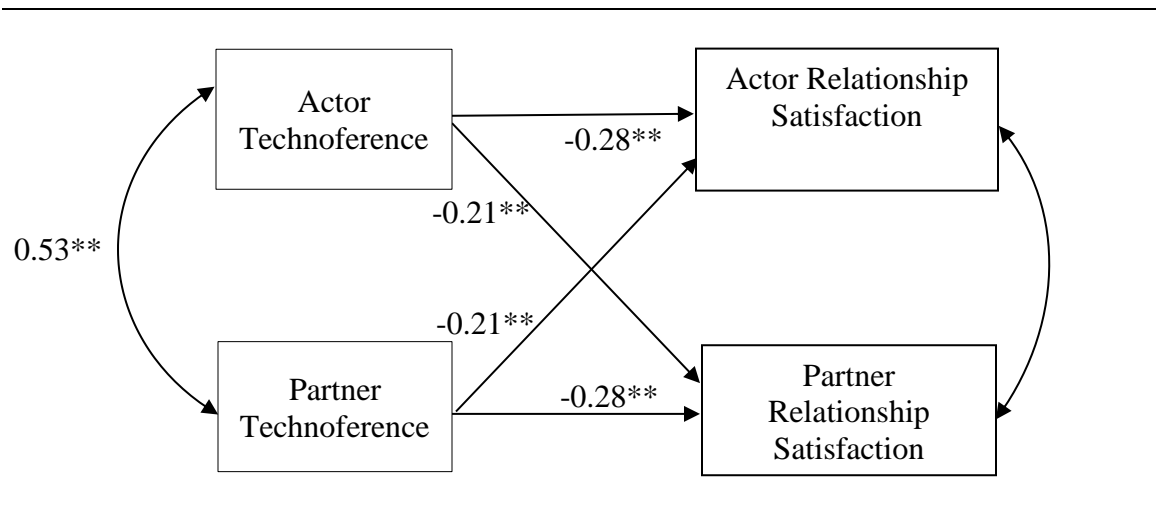 Actor
Technoference
Actor Relationship
Satisfaction
-0.28**
-0.21**
0.53**
-0.21**
Partner
Technoference
-0.28**
Partner
Relationship
Satisfaction